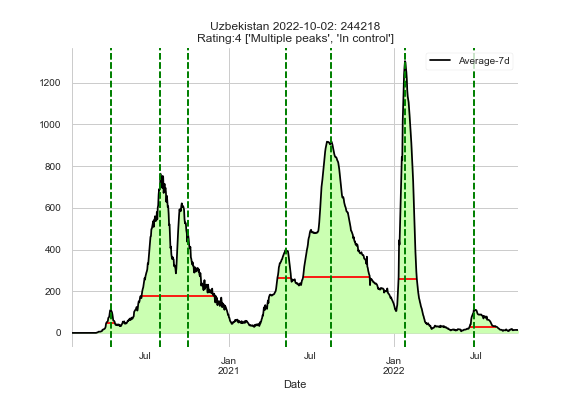 Uzbekistan 2022-10-02: 244218
Rating:4 ['Multiple peaks', 'In control']
Average-7d
1200
1000
800
600
400
200
0
Jul
Jan
2021
Jul
Jan
2022
Jul
Date